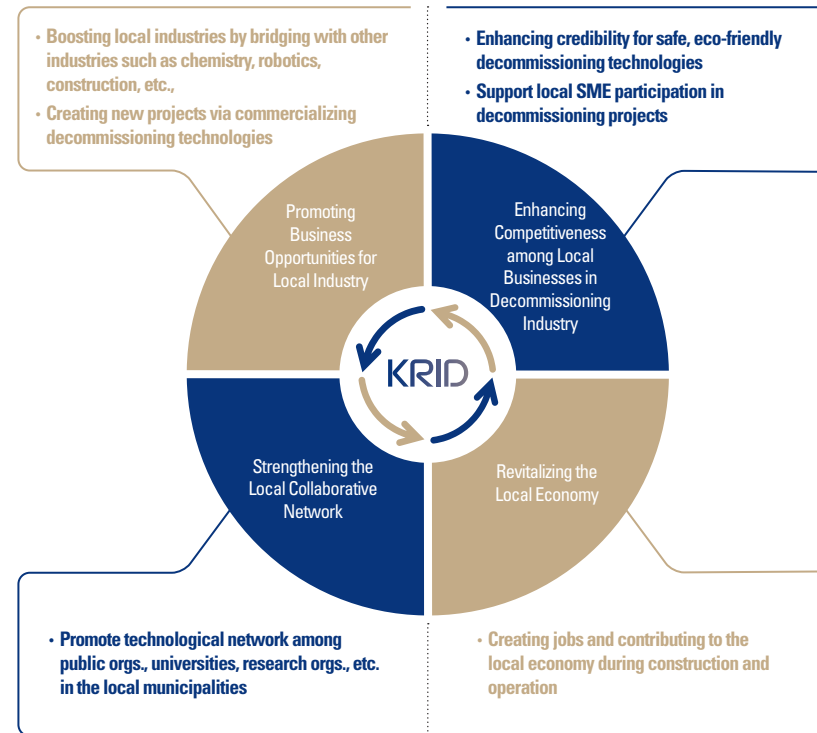 • Boosting local industries by bridging with other
industries such as chemistry, robotics,
construction, etc.,
• Creating new projects via commercializing
decommissioning technologies
• Enhancing credibility for safe, eco-friendly
decommissioning technologies
• Support local SME participation in
decommissioning projects
Promoting
Business
Opportunities for
Local Industry
Enhancing
Competitiveness
among Local
Businesses in
Decommissioning
Industry
KRID
Strengthening the
Local Collaborative
Network
Revitalizing the
Local Economy
• Promote technological network among
public orgs., universities, research orgs., etc.
in the local municipalities
• Creating jobs and contributing to the
local economy during construction and
operation